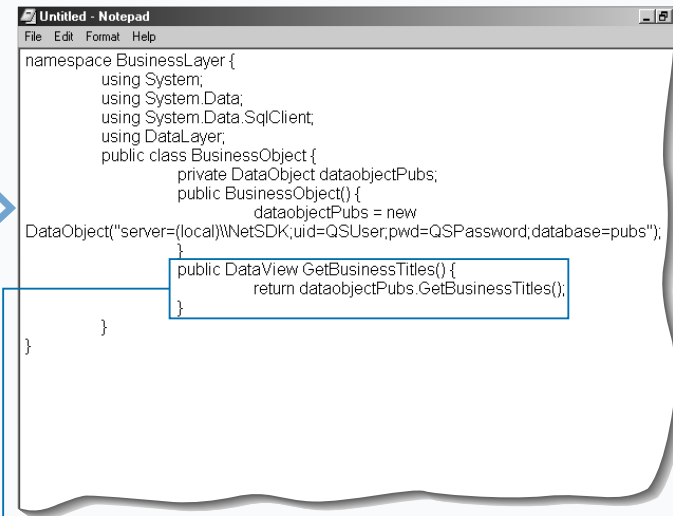 Untitled - Notepad
File Edit Format Help
namespace BusinessLayer {
using System;
using System.Data;
using System.Data.SqlClient;
using DataLayer;
public class BusinessObject {
private DataObject dataobjectPubs;
public BusinessObject() {
dataobjectPubs = new
DataObject("server=(local)\\NetSDK;uid=QSUser;pwd=QSPassword;database=pubs");
}
public DataView GetBusinessTitles() {
return dataobjectPubs.GetBusinessTitles();
}
}
}